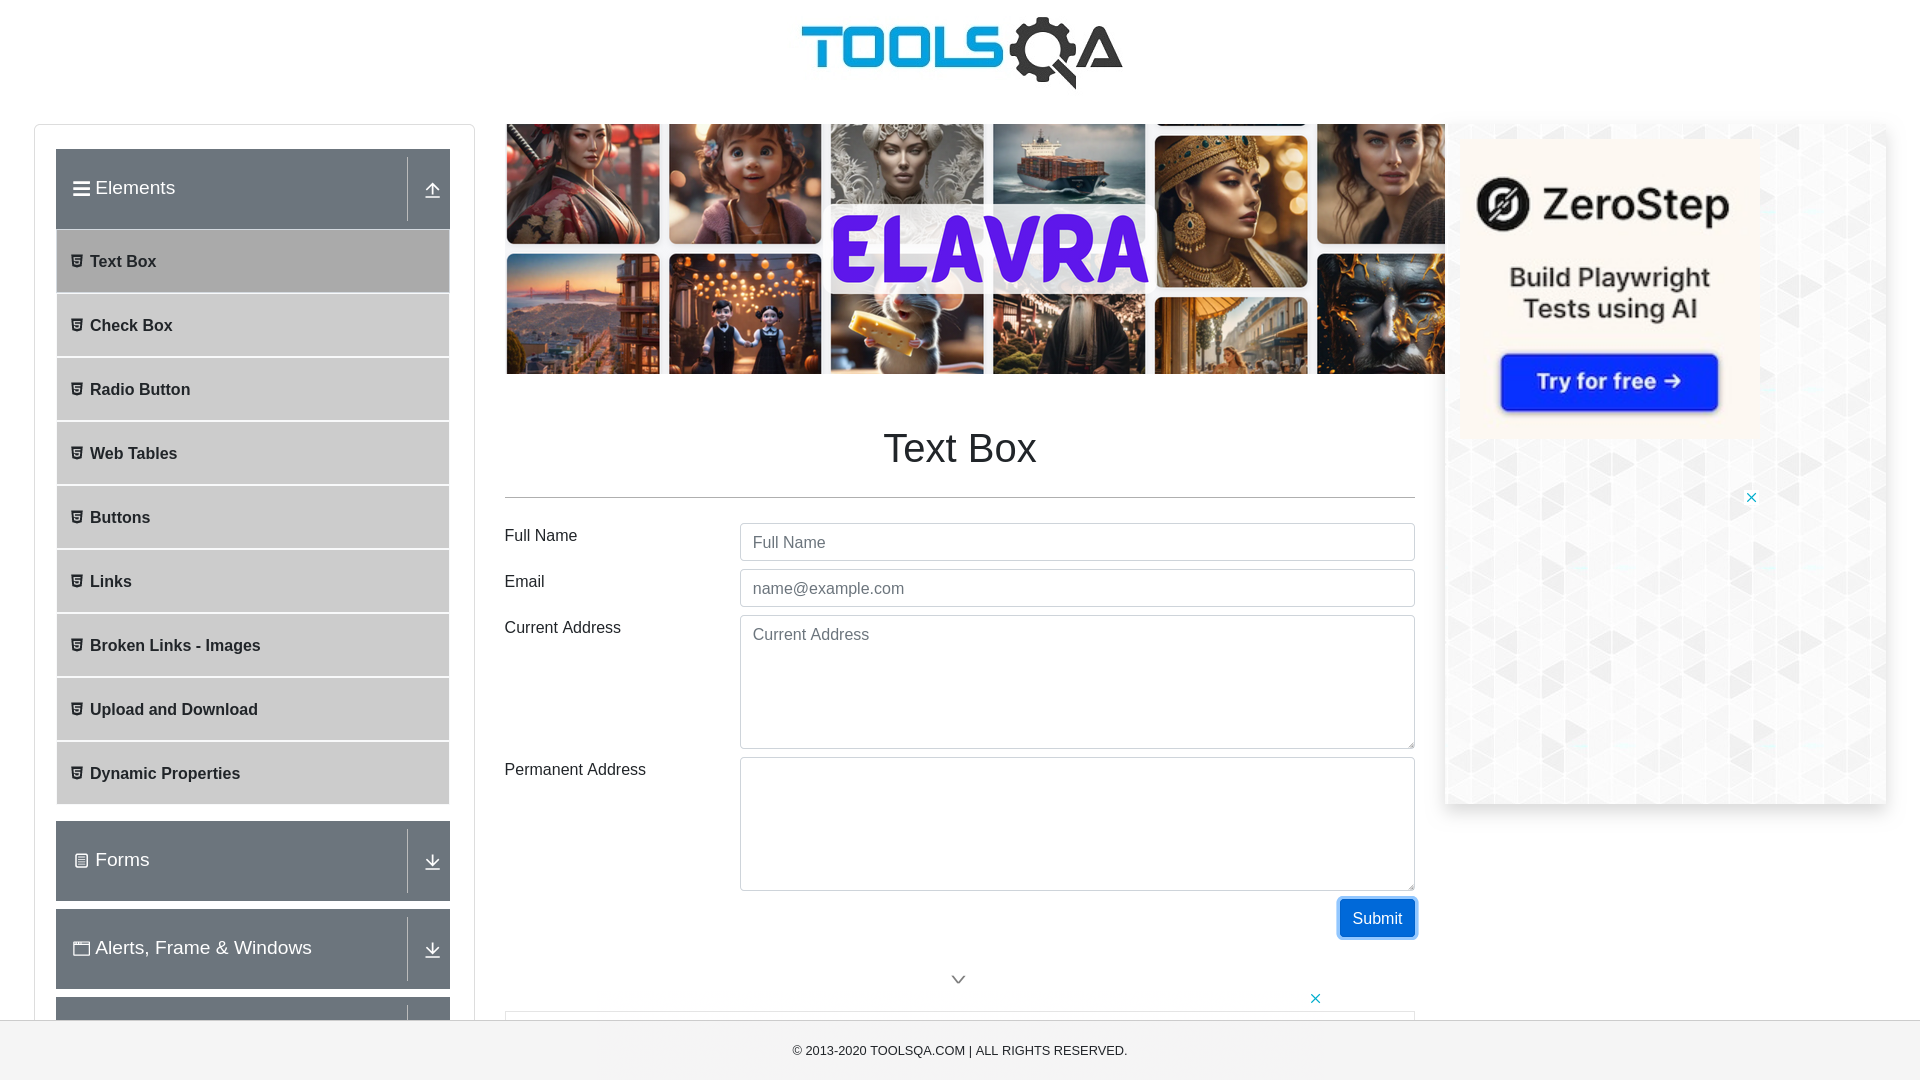 TOOLSQA
Elements
Text Box
Check Box
Radio Button
Web Tables
Buttons
Links
Broken Links - Images
Upload and Download
Dynamic Properties
Forms
Alerts, Frame & Windows
ELAVRA
Text Box
Full Name
Full Name
Email
name@example.com
Current Address
Current Address
Permanent Address
Submit
ZeroStep
Build Playwright
Tests using AI
Try for free →
© 2013-2020 TOOLSQA.COM | ALL RIGHTS RESERVED.